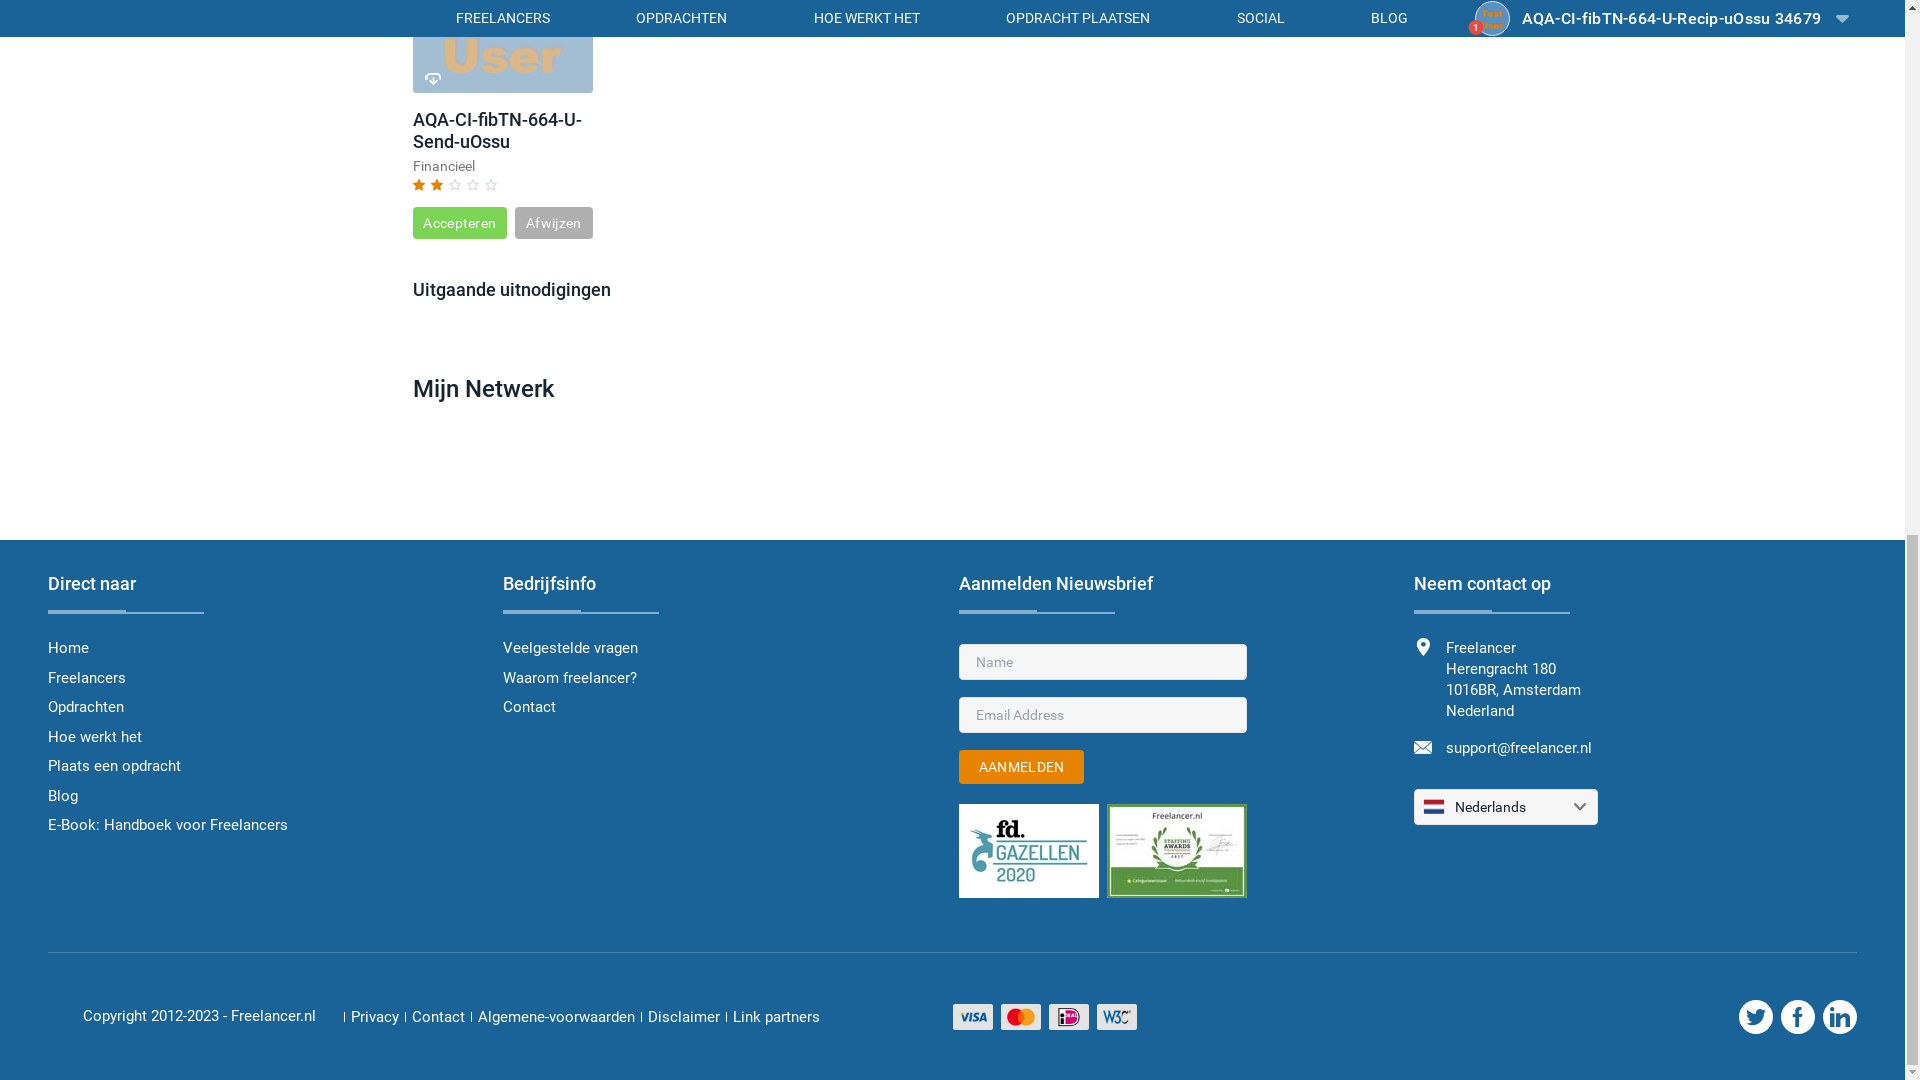 FREELANCERS OPDRACHTEN HOE WERKT HET OPDRACHT PLAATSEN SOCIAL BLOG 1 AQA-CI-fibTN-664-U-Recip-uOssu 34679
User
AQA-CI-fibTN-664-U-
Send-uOssu
Financieel
Accepteren Afwijzen
Uitgaande uitnodigingen
Mijn Netwerk
Direct naar
Home
Freelancers
Opdrachten
Hoe werkt het
Plaats een opdracht
Blog
E-Book: Handboek voor Freelancers
Bedrijfsinfo
Veelgestelde vragen
Waarom freelancer?
Contact
Aanmelden Nieuwsbrief
Name
Email Address
AANMELDEN
fd.
GAZELLEN
2020
Freelancer.nl
STAFFING
AWARDS
2017
Neem contact op
Freelancer
Herengracht 180
1016BR, Amsterdam
Nederland
support@freelancer.nl
Nederlands
Copyright 2012-2023 - Freelancer.nl | Privacy | Contact | Algemene-voorwaarden | Disclaimer | Link partners
VISA iDEAL W3C